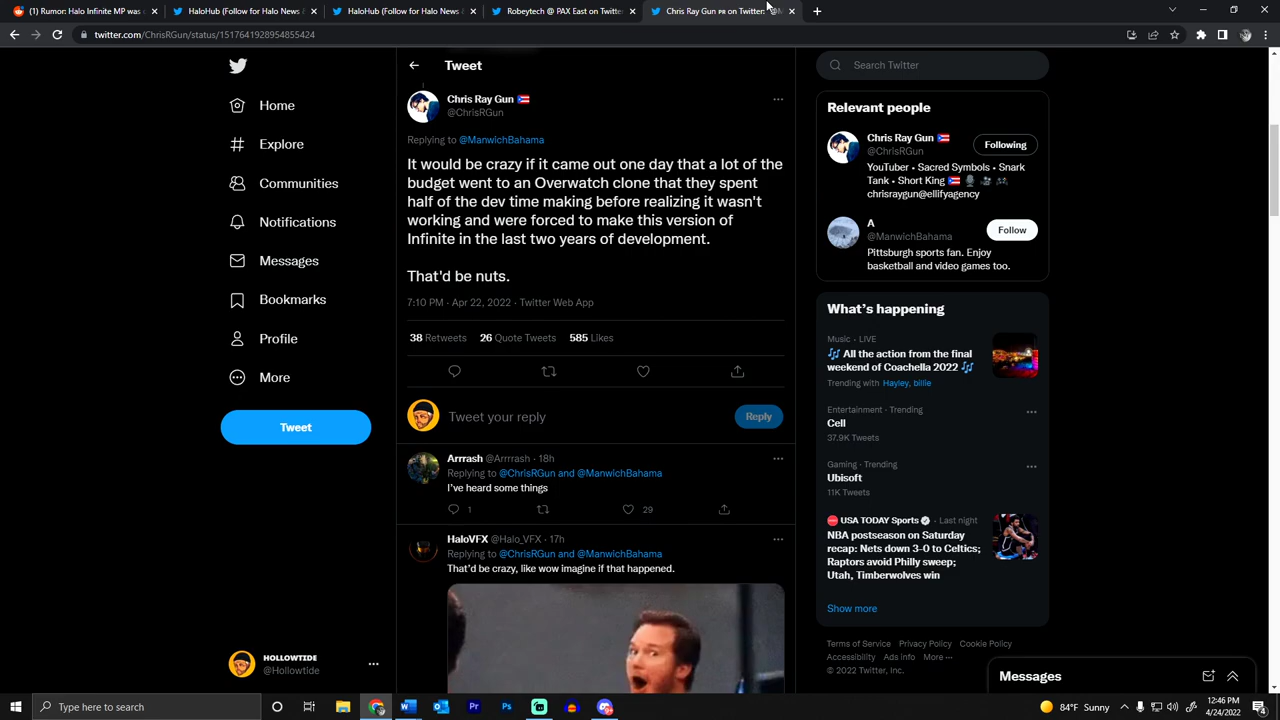 (1) Rumor: Halo Infinite MP was
HaloHub (Follow for Halo News &
HaloHub (Follow for Halo News
Robeytech @ PAX East on Twitter:
Chris Ray Gun PR on Twitter: "@M
twitter.com/ChrisRGun/status/1517641928954855424
Home
Explore
Communities
Notifications
Messages
Bookmarks
Profile
More
Tweet
HOLLOWTIDE
@Hollowtide
Tweet
Chris Ray Gun
@ChrisRGun
Replying to @ManwichBahama
It would be crazy if it came out one day that a lot of the
budget went to an Overwatch clone that they spent
half of the dev time making before realizing it wasn't
working and were forced to make this version of
Infinite in the last two years of development.
That'd be nuts.
7:10 PM · Apr 22, 2022 · Twitter Web App
38 Retweets 26 Quote Tweets 585 Likes
Tweet your reply
Reply
Arrrash @Arrrrash · 18h
Replying to @ChrisRGun and @ManwichBahama
I've heard some things
1 29
HaloVFX @Halo_VFX · 17h
Replying to @ChrisRGun and @ManwichBahama
That'd be crazy, like wow imagine if that happened.
Search Twitter
Relevant people
Chris Ray Gun
@ChrisRGun
Following
YouTuber • Sacred Symbols • Snark
Tank • Short King
chrisraygun@ellifyagency
A
@ManwichBahama
Follow
Pittsburgh sports fan. Enjoy
basketball and video games too.
What's happening
Music · LIVE
All the action from the final
weekend of Coachella 2022
Trending with Hayley, billie
Entertainment · Trending
Cell
37.9K Tweets
Gaming · Trending
Ubisoft
11K Tweets
USA TODAY Sports · Last night
NBA postseason on Saturday
recap: Nets down 3-0 to Celtics;
Raptors avoid Philly sweep;
Utah, Timberwolves win
Show more
Terms of Service Privacy Policy Cookie Policy
Accessibility Ads info More ···
© 2022 Twitter, Inc.
Messages
Type here to search
84°F Sunny
12:46 PM
4/24/2022